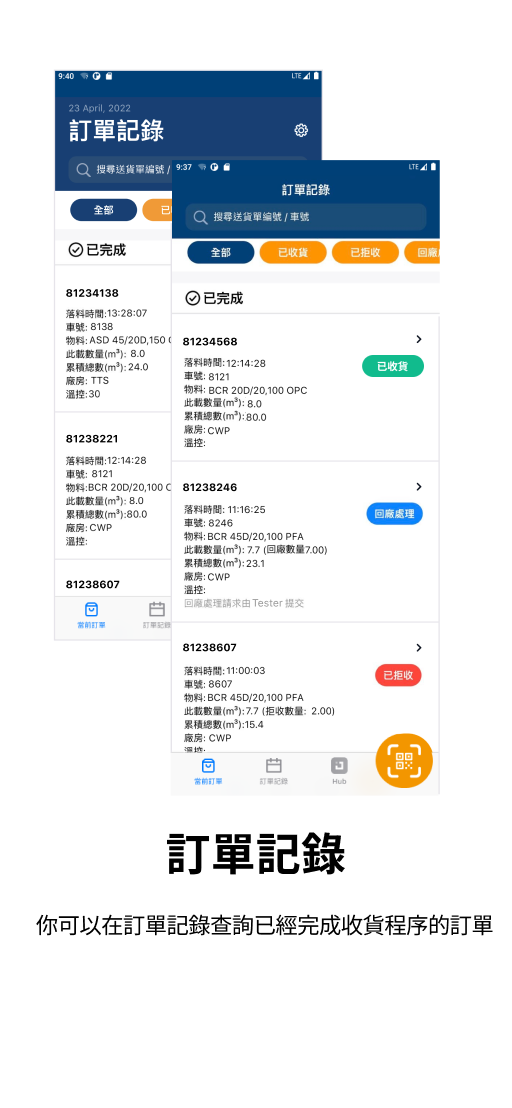 9:40
LTE
23 April, 2022
訂單記錄
搜尋送貨單編號 /
全部
已
已完成
81234138
落料時間:13:28:07
車號: 8138
物料: ASD 45/20D,150
此載數量(m³): 8.0
累積總數(m³): 24.0
廠房: TTS
溫控:30
81238221
落料時間:12:14:28
車號: 8121
物料:BCR 20D/20,100
此載數量(m³): 8.0
累積總數(m³):80.0
廠房: CWP
溫控:
81238607
當前訂單
訂單記錄
9:37
LTE
訂單記錄
搜尋送貨單編號 / 車號
全部
已收貨
已拒收
回廠
已完成
81234568
已收貨
落料時間: 12:14:28
車號: 8121
物料: BCR 20D/20,100 OPC
此載數量(m³): 8.0
累積總數(m³): 80.0
廠房: CWP
溫控:
81238246
回廠處理
落料時間: 11:16:25
車號: 8246
物料: BCR 45D/20,100 PFA
此載數量(m³): 7.7 (回廠數量7.00)
累積總數(m³): 23.1
廠房: CWP
溫控:
回廠處理請求由 Tester 提交
81238607
已拒收
落料時間: 11:00:03
車號: 8607
物料: BCR 45D/20,100 PFA
此載數量(m³): 7.7 (拒收數量: 2.00)
累積總數(m³):15.4
廠房: CWP
溫控:
當前訂單
訂單記錄
Hub
訂單記錄
你可以在訂單記錄查詢已經完成收貨程序的訂單